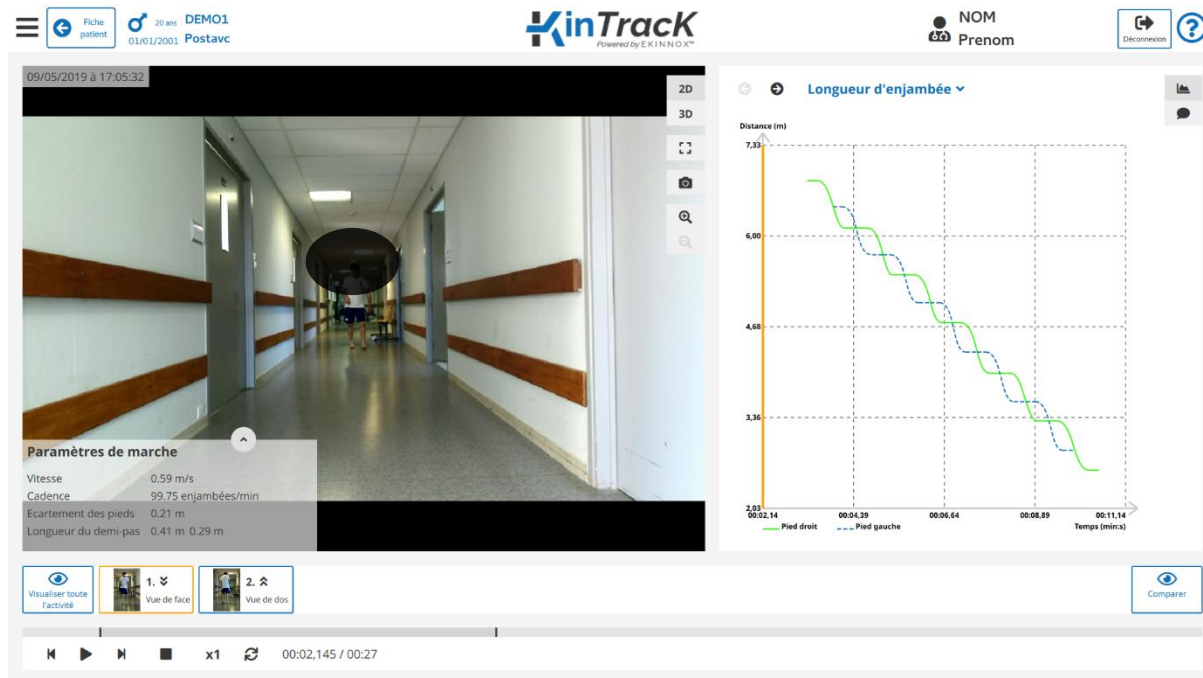 Fiche
patient
20 ans DEMO1
01/01/2001 Postavc
KinTracK
Powered by EKINNOX™
NOM
Prenom
Déconnexion
?
09/05/2019 à 17:05:32
2D
3D
Paramètres de marche
Vitesse 0.59 m/s
Cadence 99.75 enjambées/min
Ecartement des pieds 0.21 m
Longueur du demi-pas 0.41 m 0.29 m
Longueur d'enjambée
Distance (m)
7,33
6,00
4,68
3,36
2,03
00:02,14 00:04,39 00:06,64 00:08,89 00:11,14
Pied droit Pied gauche Temps (min:s)
Visualiser toute
l'activité
1.
Vue de face
2.
Vue de dos
Comparer
x1 00:02,145 / 00:27